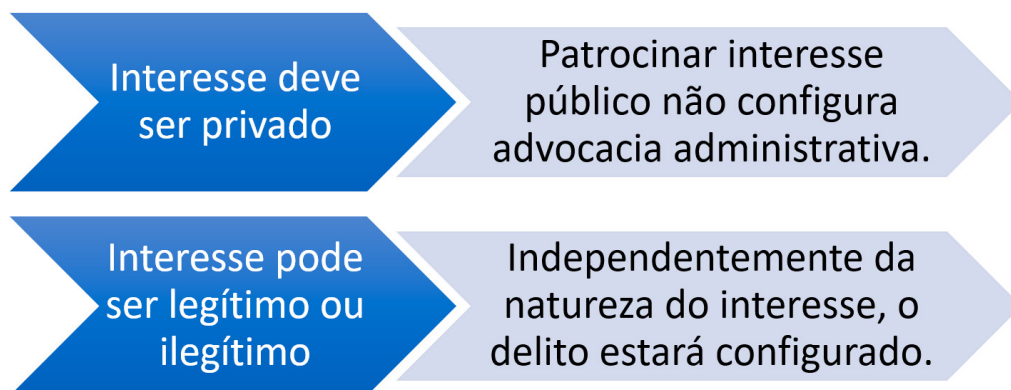 Interesse deve
ser privado
Patrocinar interesse
público não configura
advocacia administrativa.
Interesse pode
ser legítimo ou
ilegítimo
Independentemente da
natureza do interesse, o
delito estará configurado.